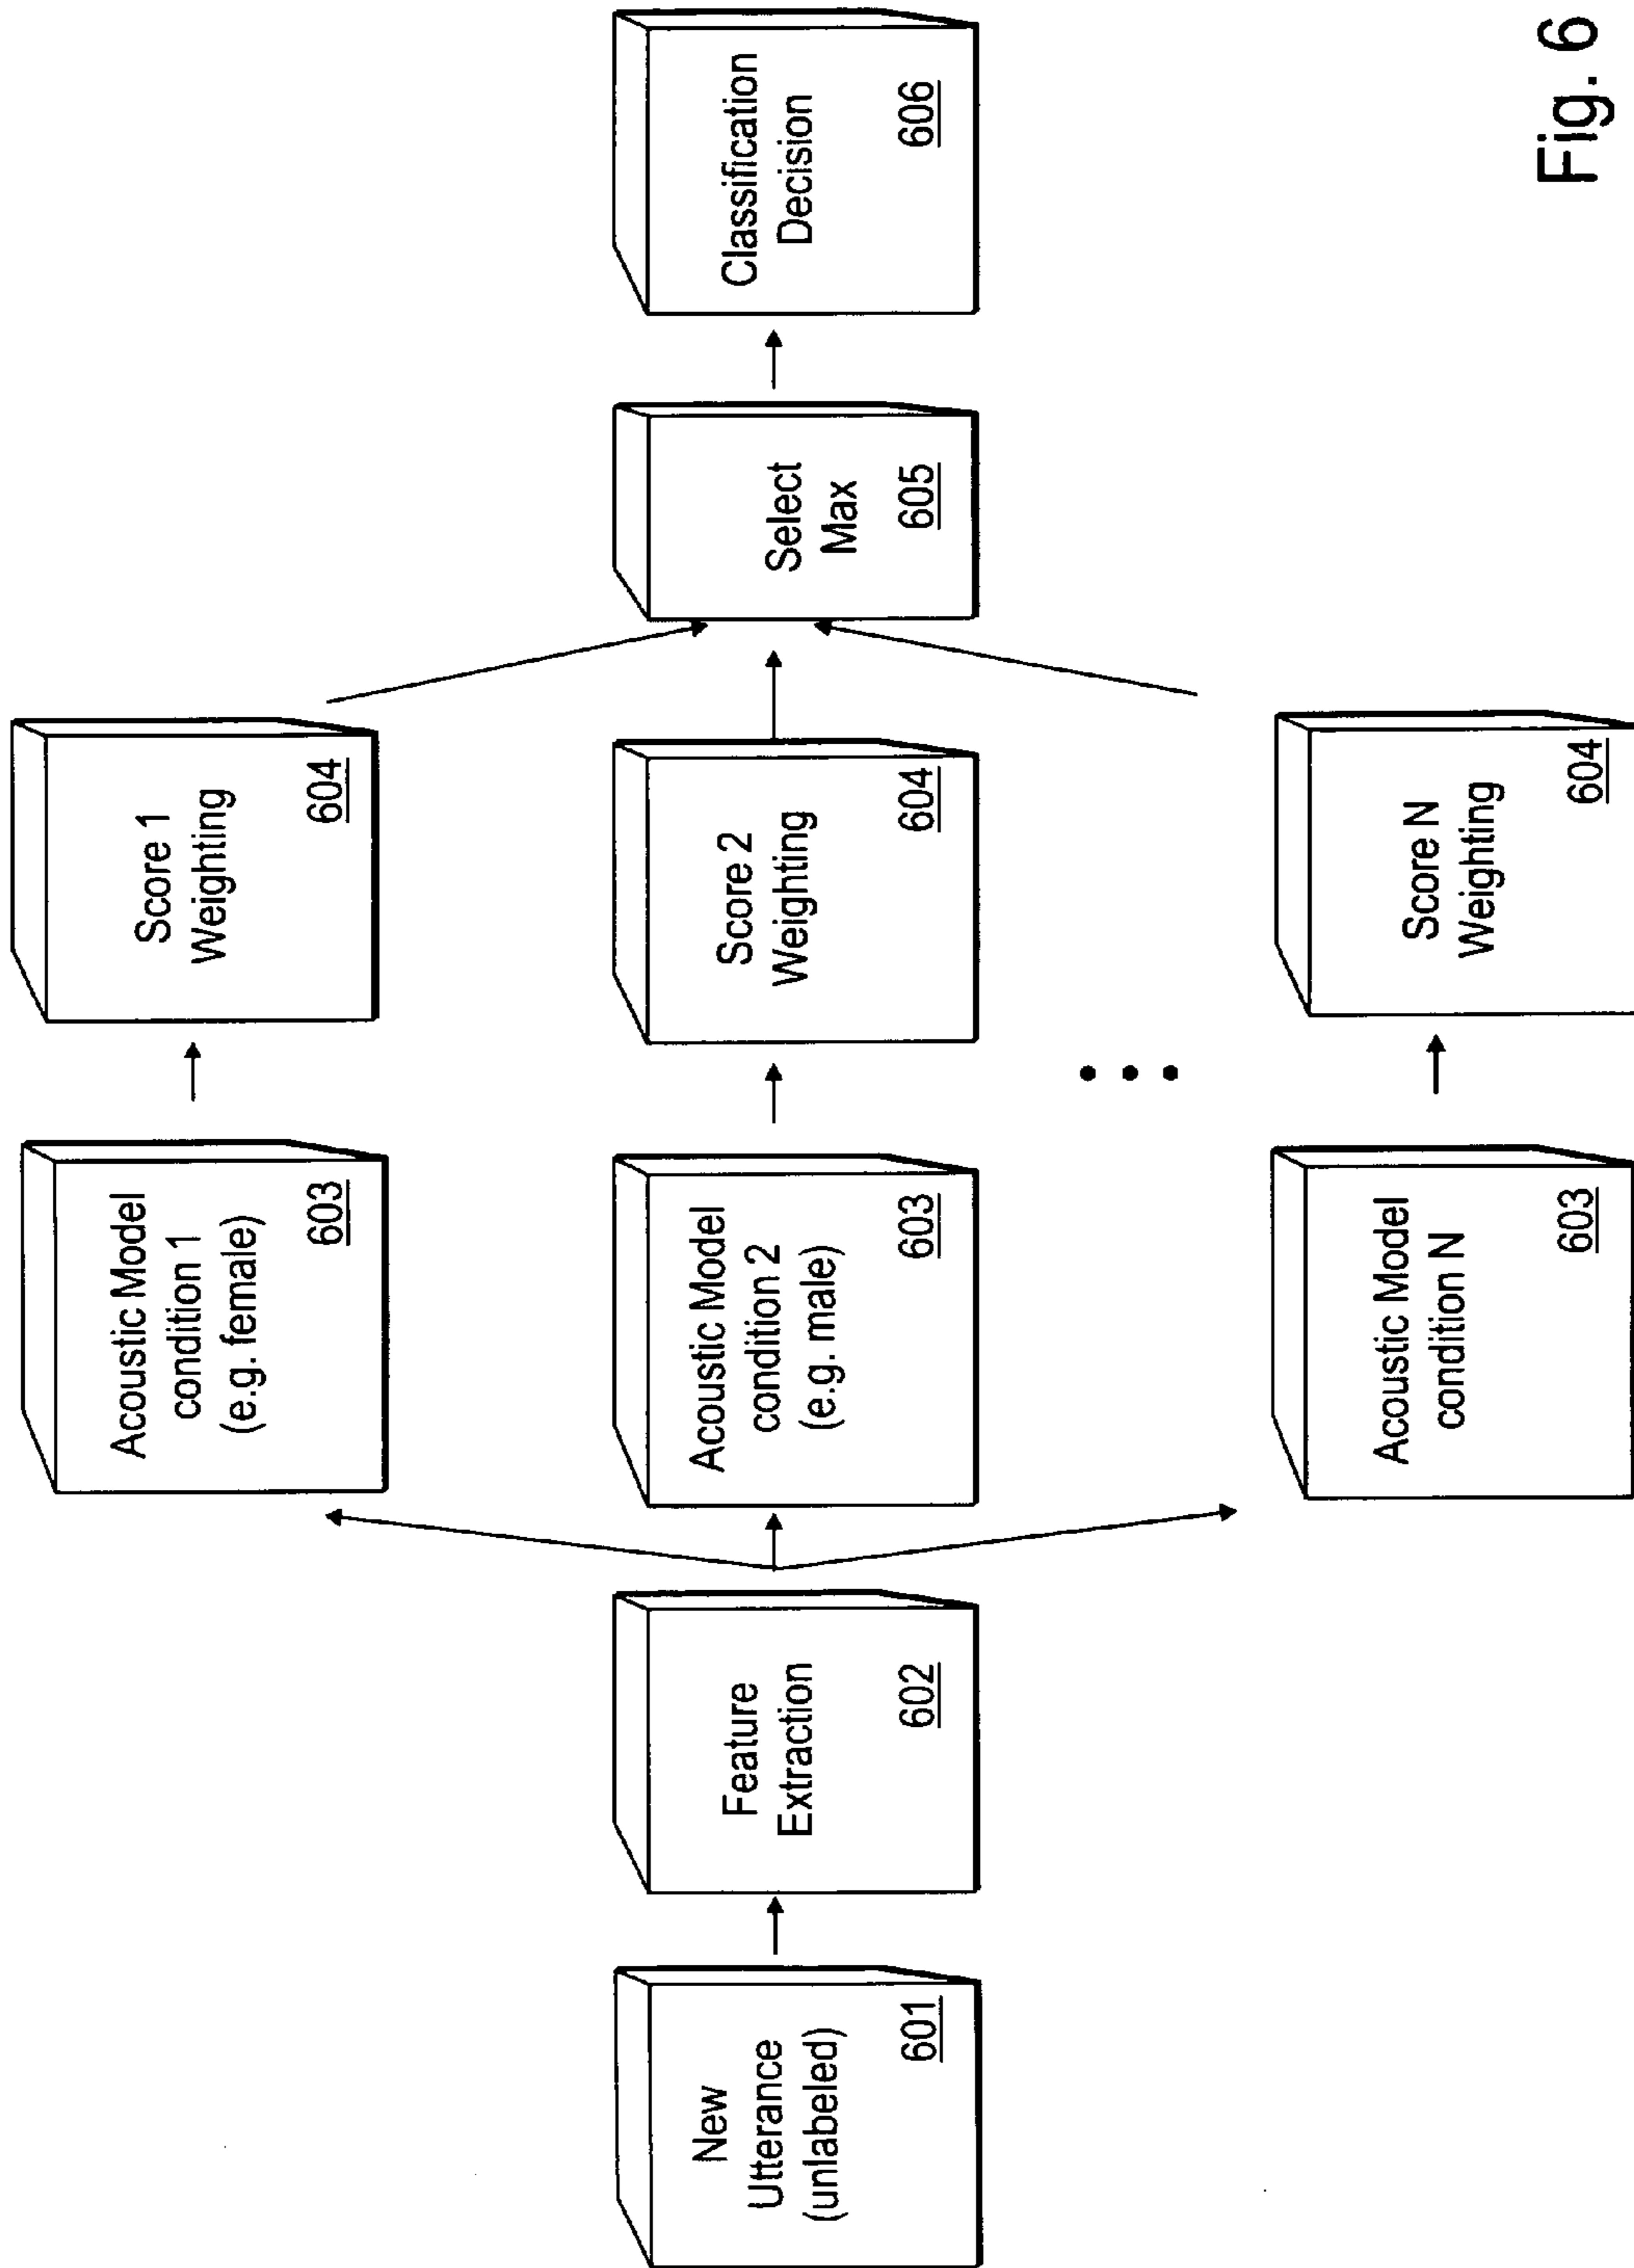 New
Utterance
(unlabeled)
601
Feature
Extraction
602
Acoustic Model
condition 1
(e.g. female)
603
Score 1
Weighting
604
Acoustic Model
condition 2
(e.g. male)
603
Score 2
Weighting
604
Acoustic Model
condition N
603
Score N
Weighting
604
Select
Max
605
Classification
Decision
606
Fig. 6